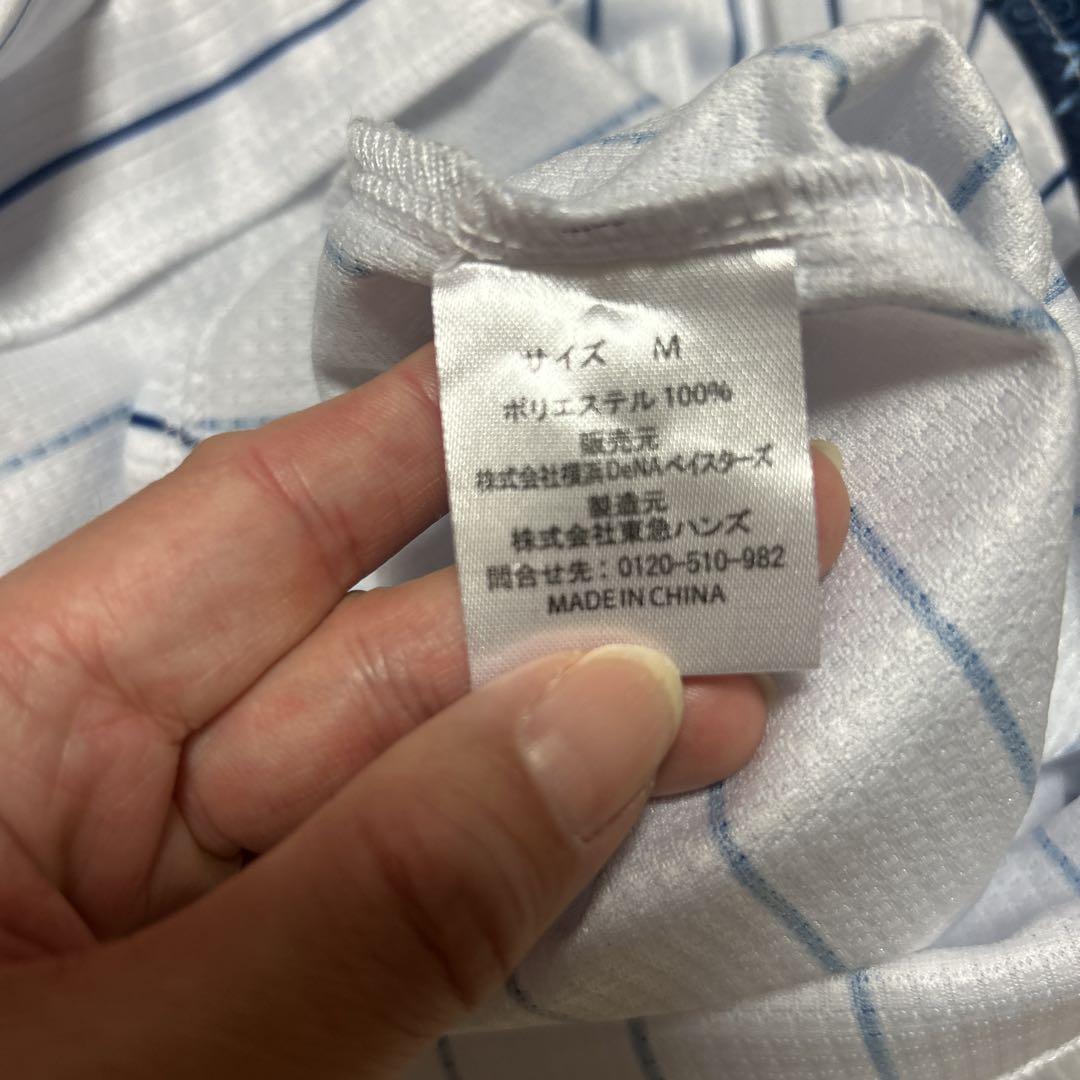 サイズ M
ポリエステル 100%
販売元
株式会社横浜DeNAベイスターズ
製造元
株式会社東急ハンズ
問合せ先：0120-510-982
MADE IN CHINA